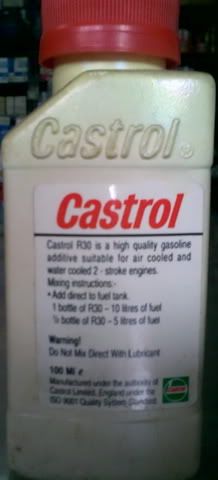 Castrol®
Castrol
Castrol R30 is a high quality gasoline
additive suitable for air cooled and
water cooled 2 - stroke engines.
Mixing instructions:-
• Add direct to fuel tank.
1 bottle of R30 – 10 litres of fuel
½ bottle of R30 – 5 litres of fuel
Warning!
Do Not Mix Direct With Lubricant
100 Ml e
Manufactured under the authority of
Castrol Limited, England under the
ISO 9001 Quality System Standard.
Castrol